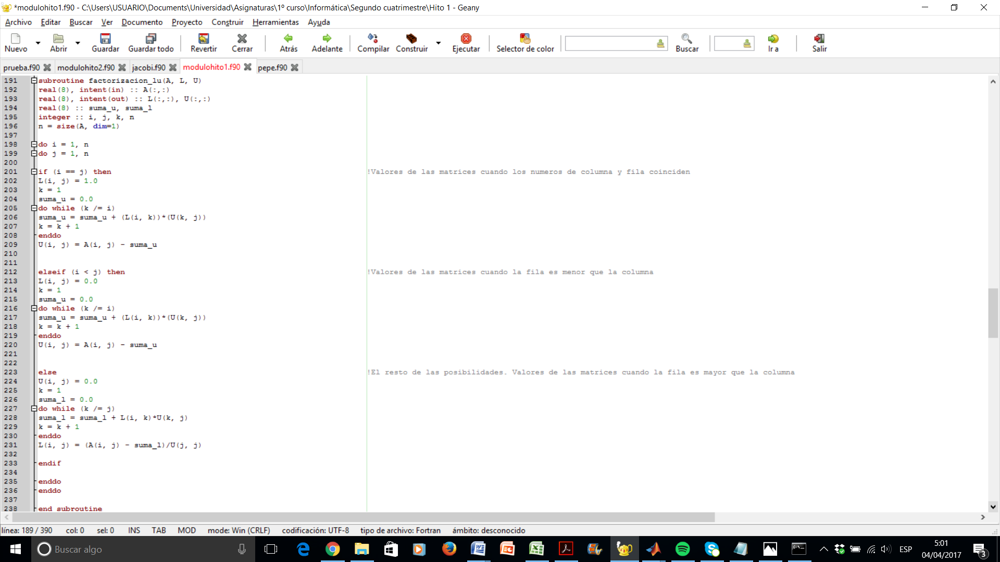 *modulohito1.f90 - C:\Users\USUARIO\Documents\Universidad\Asignaturas\1º curso\Informática\Segundo cuatrimestre\Hito 1 - Geany
Archivo Editar Buscar Ver Documento Proyecto Construir Herramientas Ayuda
Nuevo Abrir Guardar Guardar todo Revertir Cerrar Atrás Adelante Compilar Construir Ejecutar Selector de color Buscar Ir a Salir
prueba.f90 modulohito2.f90 jacobi.f90 modulohito1.f90 pepe.f90
191 subroutine factorizacion_lu(A, L, U)
192 real(8), intent(in) :: A(:,:)
193 real(8), intent(out) :: L(:,:), U(:,:)
194 real(8) :: suma_u, suma_l
195 integer :: i, j, k, n
196 n = size(A, dim=1)
197
198 do i = 1, n
199 do j = 1, n
200
201 if (i == j) then !Valores de las matrices cuando los numeros de columna y fila coinciden
202 L(i, j) = 1.0
203 k = 1
204 suma_u = 0.0
205 do while (k /= i)
206 suma_u = suma_u + (L(i, k))*(U(k, j))
207 k = k + 1
208 enddo
209 U(i, j) = A(i, j) - suma_u
210
211
212 elseif (i < j) then !Valores de las matrices cuando la fila es menor que la columna
213 L(i, j) = 0.0
214 k = 1
215 suma_u = 0.0
216 do while (k /= i)
217 suma_u = suma_u + (L(i, k))*(U(k, j))
218 k = k + 1
219 enddo
220 U(i, j) = A(i, j) - suma_u
221
222
223 else !El resto de las posibilidades. Valores de las matrices cuando la fila es mayor que la columna
224 U(i, j) = 0.0
225 k = 1
226 suma_l = 0.0
227 do while (k /= j)
228 suma_l = suma_l + L(i, k)*U(k, j)
229 k = k + 1
230 enddo
231 L(i, j) = (A(i, j) - suma_l)/U(j, j)
232
233 endif
234
235 enddo
236 enddo
237
238 end subroutine
línea: 189 / 390 col: 0 sel: 0 INS TAB MOD mode: Win (CRLF) codificación: UTF-8 tipo de archivo: Fortran ámbito: desconocido
Buscar algo ESP 5:01
04/04/2017 3